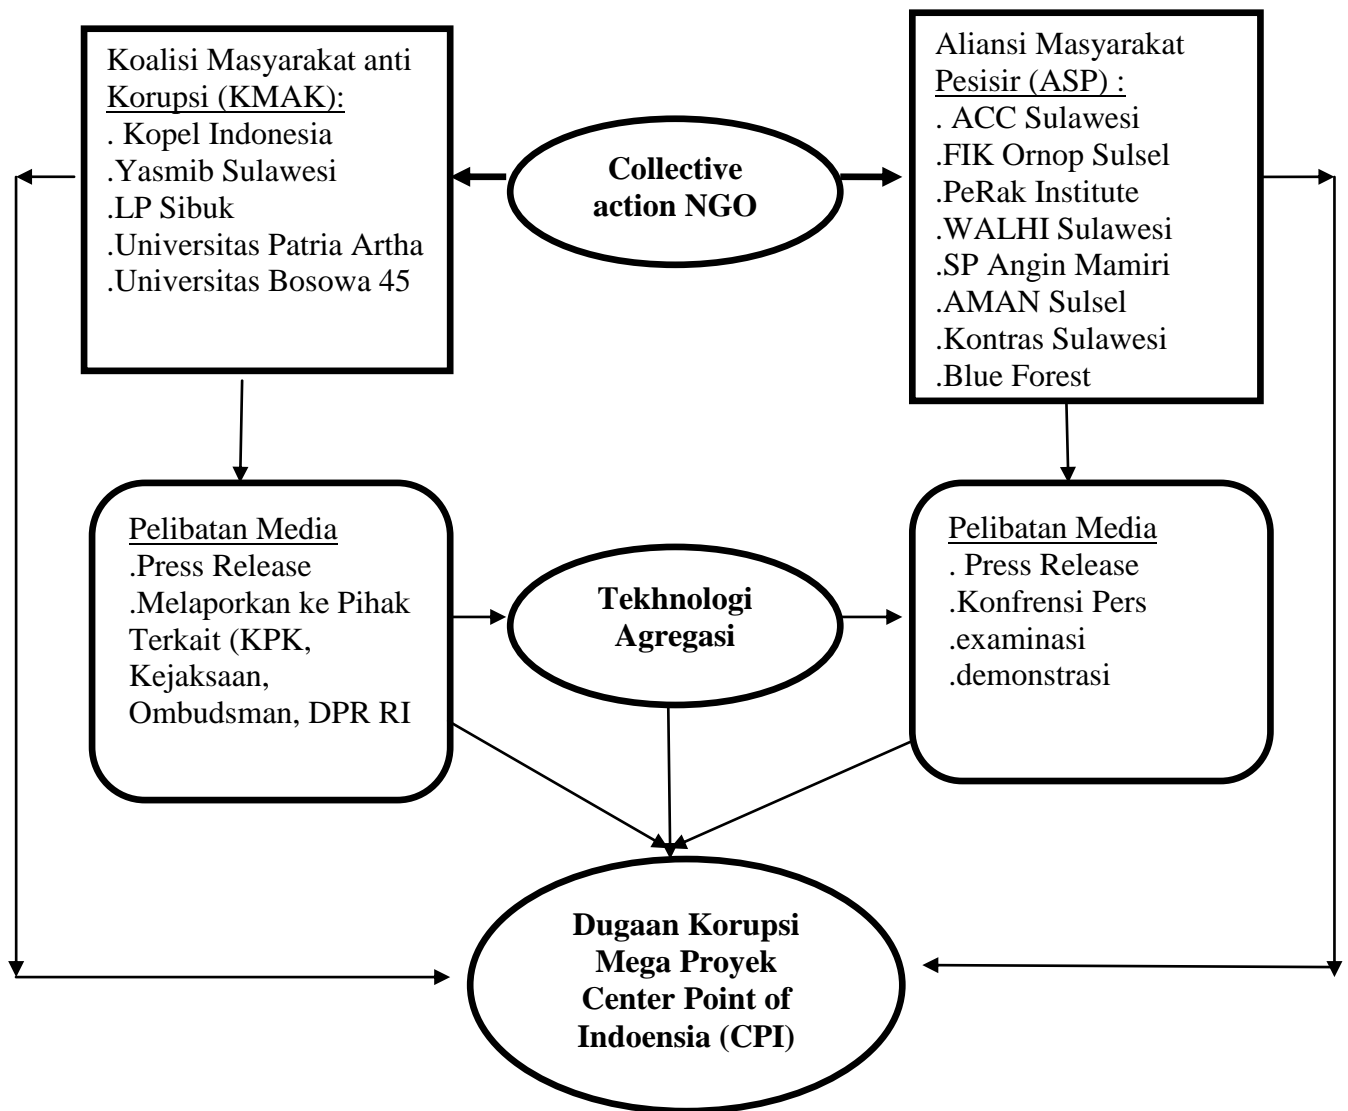 Koalisi Masyarakat anti
Korupsi (KMAK):
. Kopel Indonesia
.Yasmib Sulawesi
.LP Sibuk
.Universitas Patria Artha
.Universitas Bosowa 45
Collective
action NGO
Aliansi Masyarakat
Pesisir (ASP) :
. ACC Sulawesi
.FIK Ornop Sulsel
.PeRak Institute
.WALHI Sulawesi
.SP Angin Mamiri
.AMAN Sulsel
.Kontras Sulawesi
.Blue Forest
Pelibatan Media
.Press Release
.Melaporkan ke Pihak
Terkait (KPK,
Kejaksaan,
Ombudsman, DPR RI
Tekhnologi
Agregasi
Pelibatan Media
. Press Release
.Konfrensi Pers
.examinasi
.demonstrasi
Dugaan Korupsi
Mega Proyek
Center Point of
Indoensia (CPI)